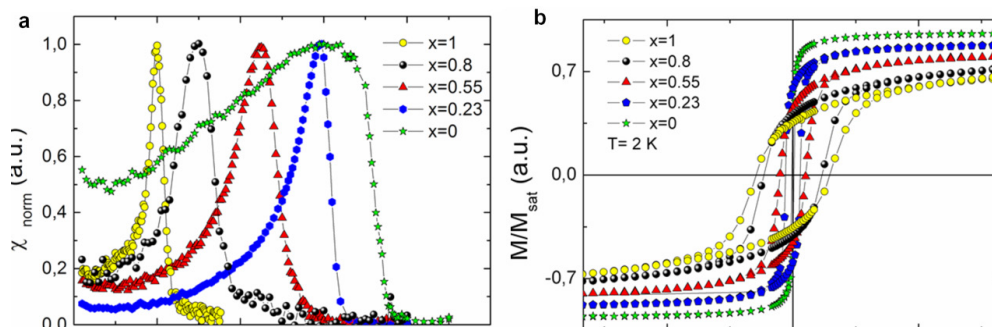 a
1,0
0,8
0,6
0,4
0,2
0,0
χ norm (a.u.)
x=1
x=0.8
x=0.55
x=0.23
x=0
b
0,7
0,0
-0,7
M/Msat (a.u.)
x=1
x=0.8
x=0.55
x=0.23
x=0
T= 2 K